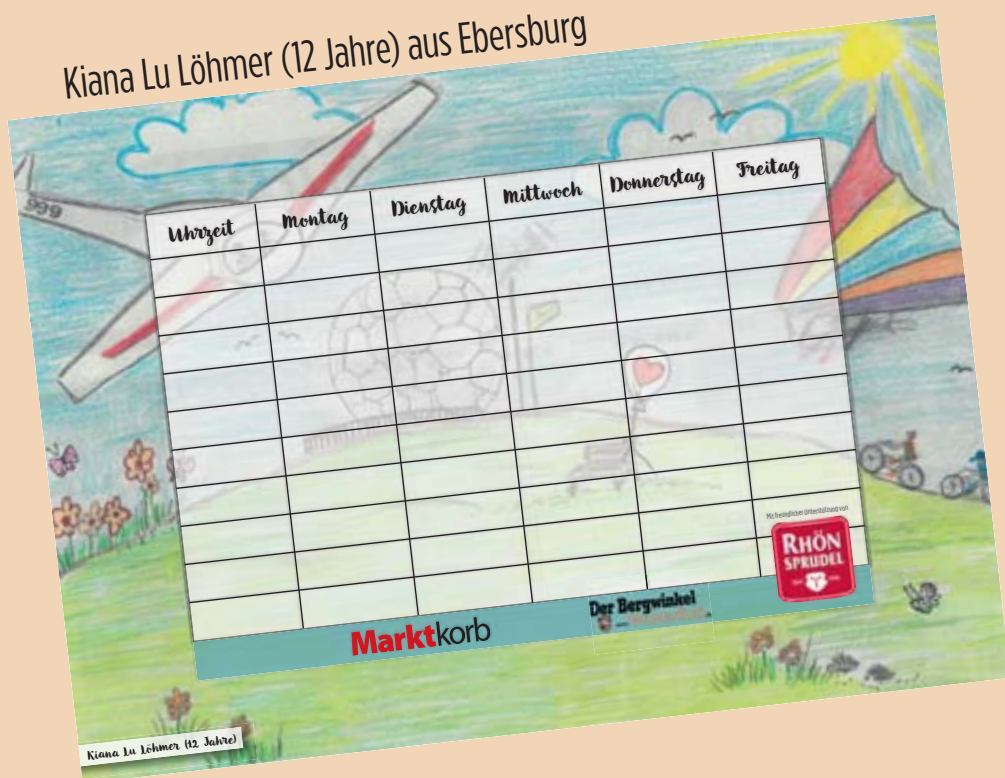 Kiana Lu Löhmer (12 Jahre) aus Ebersburg
999
Uhrzeit Montag Dienstag Mittwoch Donnerstag Freitag
Mit freundlicher Unterstützung von:
RHÖN
SPRUDEL
Marktkorb
Der Bergwinkel
Kiana Lu Löhmer (12 Jahre)